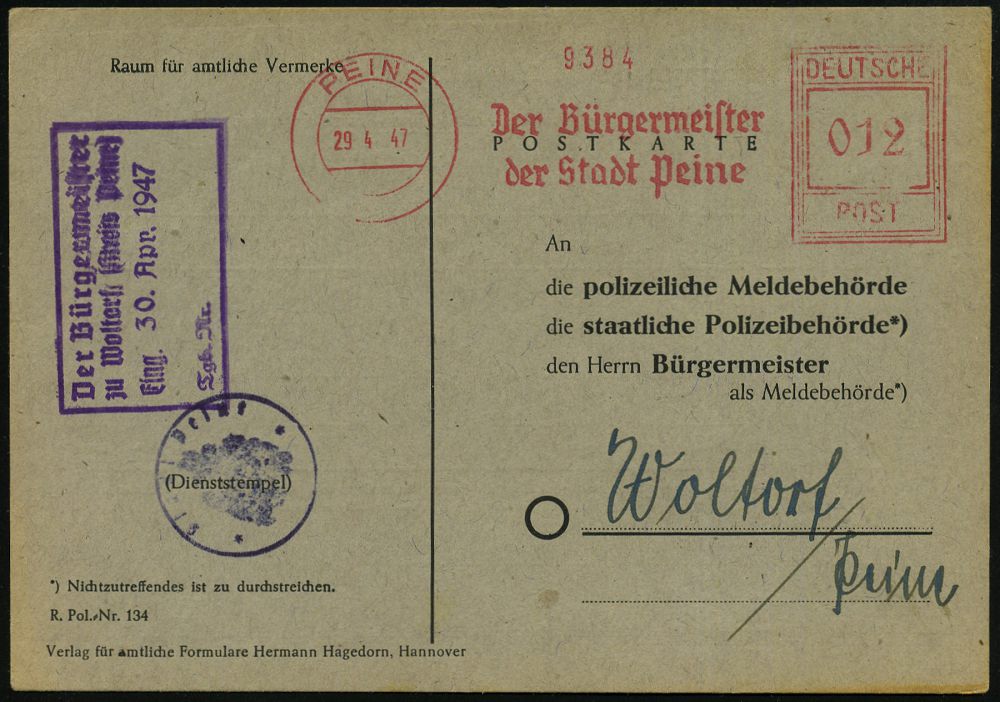 Raum für amtliche Vermerke
PEINE
29 4 47
9384
Der Bürgermeister
POSTKARTE
der Stadt Peine
DEUTSCHE
012
POST
Der Bürgermeister
zu Woltorf (Kreis Peine)
Eing. 30. Apr. 1947
Tgb. Nr.
An
die polizeiliche Meldebehörde
die staatliche Polizeibehörde*)
den Herrn Bürgermeister
als Meldebehörde*)
Woltorf
Peine
Peine
(Dienststempel)
*) Nichtzutreffendes ist zu durchstreichen.
R. Pol.-Nr. 134
Verlag für amtliche Formulare Hermann Hagedorn, Hannover